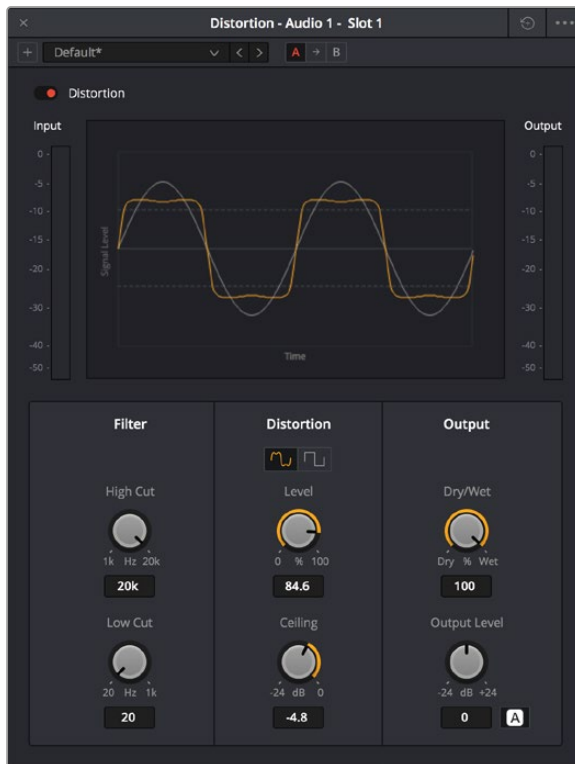 Distortion - Audio 1 - Slot 1
Default*
A
B
Distortion
Input
Output
0
-5
-10
-15
-20
-30
-40
-50
Signal Level
Time
0
-5
-10
-15
-20
-30
-40
-50
Filter
Distortion
Output
High Cut
Level
Dry/Wet
1k Hz 20k
0 % 100
Dry % Wet
20k
84.6
100
Low Cut
Ceiling
Output Level
20 Hz 1k
-24 dB 0
-24 dB +24
20
-4.8
0
A